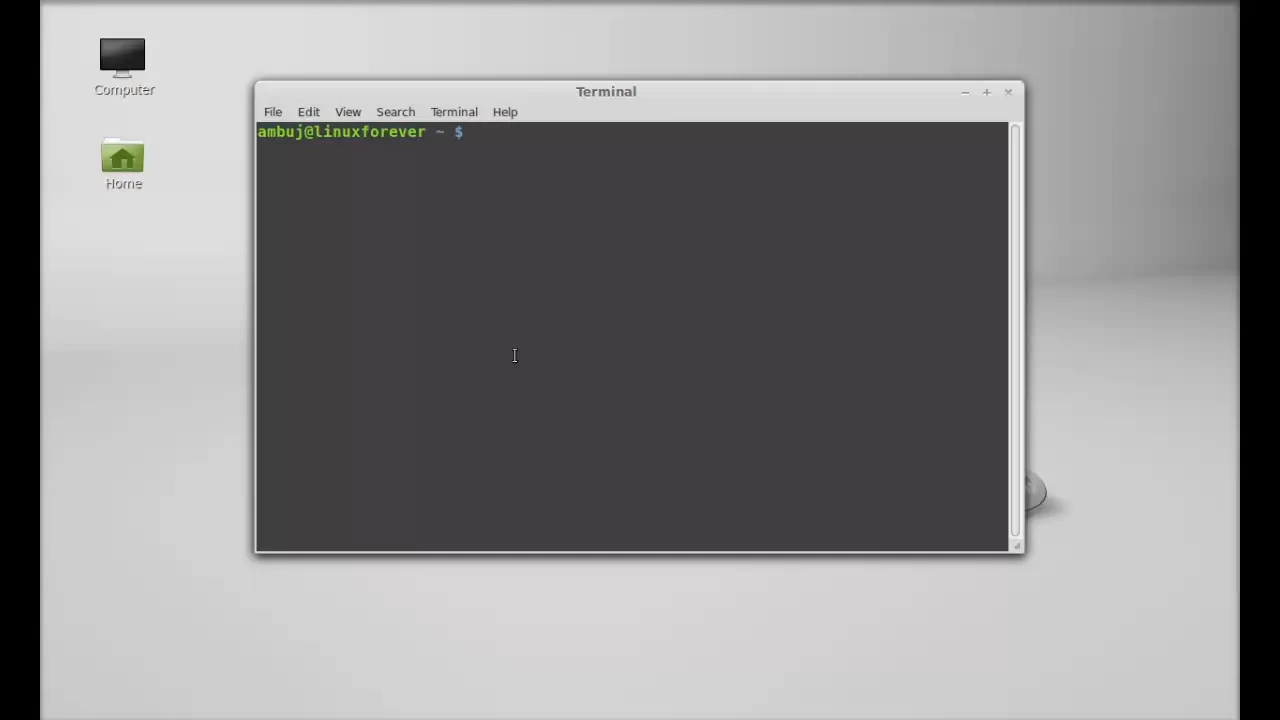 Computer
Home
Terminal
File Edit View Search Terminal Help
ambuj@linuxforever ~ $